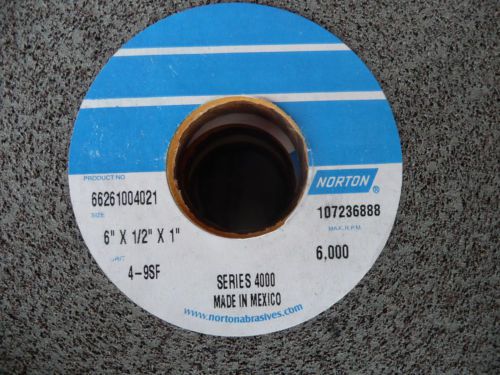 PRODUCT NO
66261004021
NORTON®
SIZE
107236888
6" X 1/2" X 1"
MAX. R.P.M.
6,000
4-9SF
SERIES 4000
MADE IN MEXICO
www.nortonabrasives.com